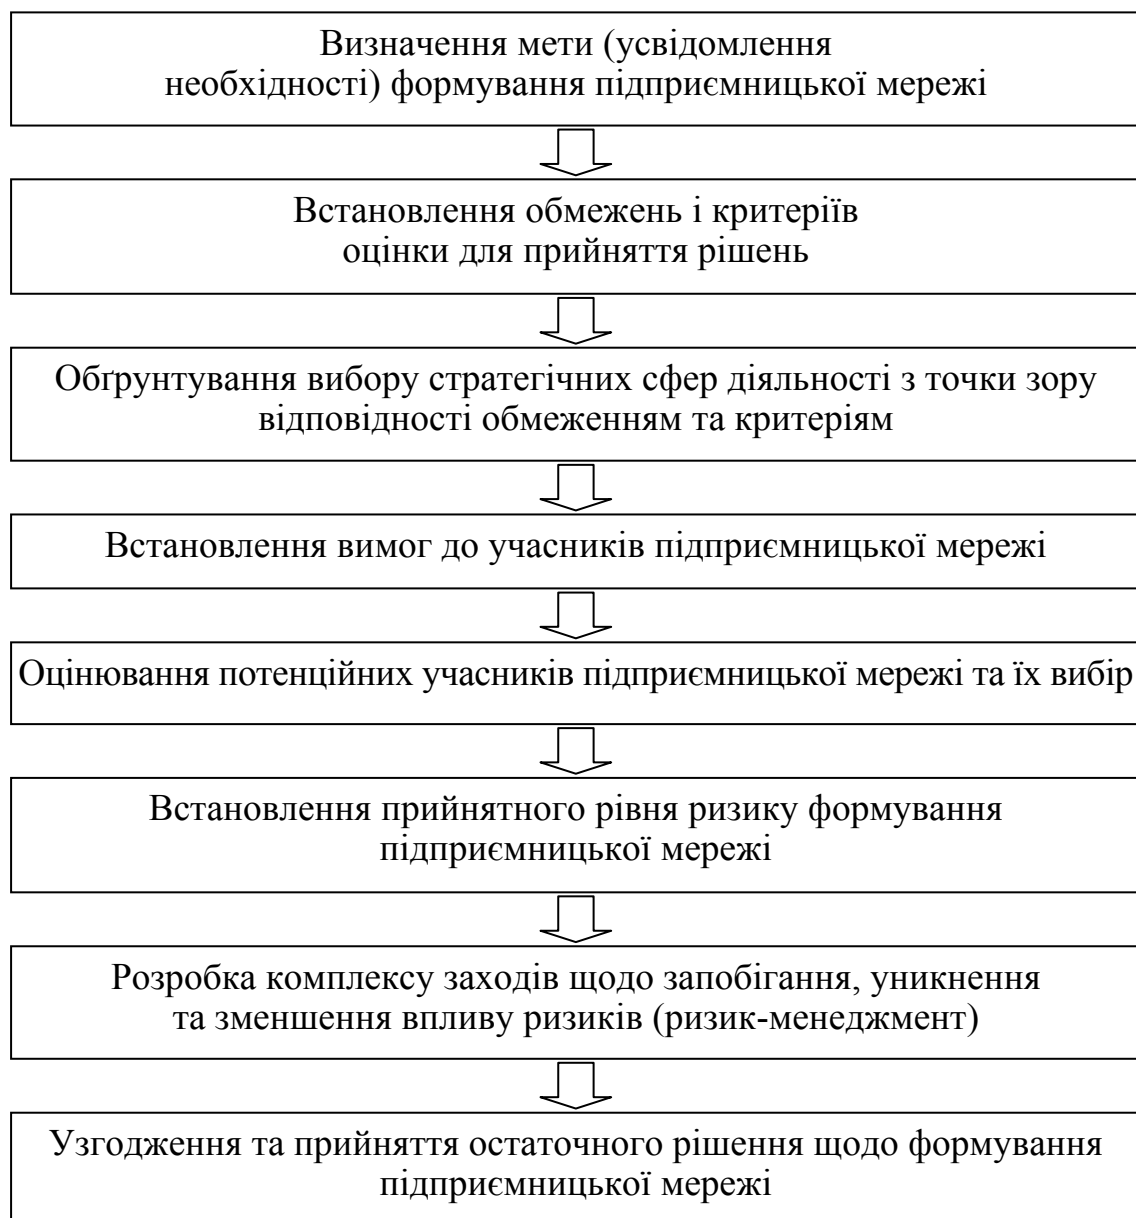 Визначення мети (усвідомлення
необхідності) формування підприємницької мережі
Встановлення обмежень і критеріїв
оцінки для прийняття рішень
Обґрунтування вибору стратегічних сфер діяльності з точки зору
відповідності обмеженням та критеріям
Встановлення вимог до учасників підприємницької мережі
Оцінювання потенційних учасників підприємницької мережі та їх вибір
Встановлення прийнятного рівня ризику формування
підприємницької мережі
Розробка комплексу заходів щодо запобігання, уникнення
та зменшення впливу ризиків (ризик-менеджмент)
Узгодження та прийняття остаточного рішення щодо формування
підприємницької мережі